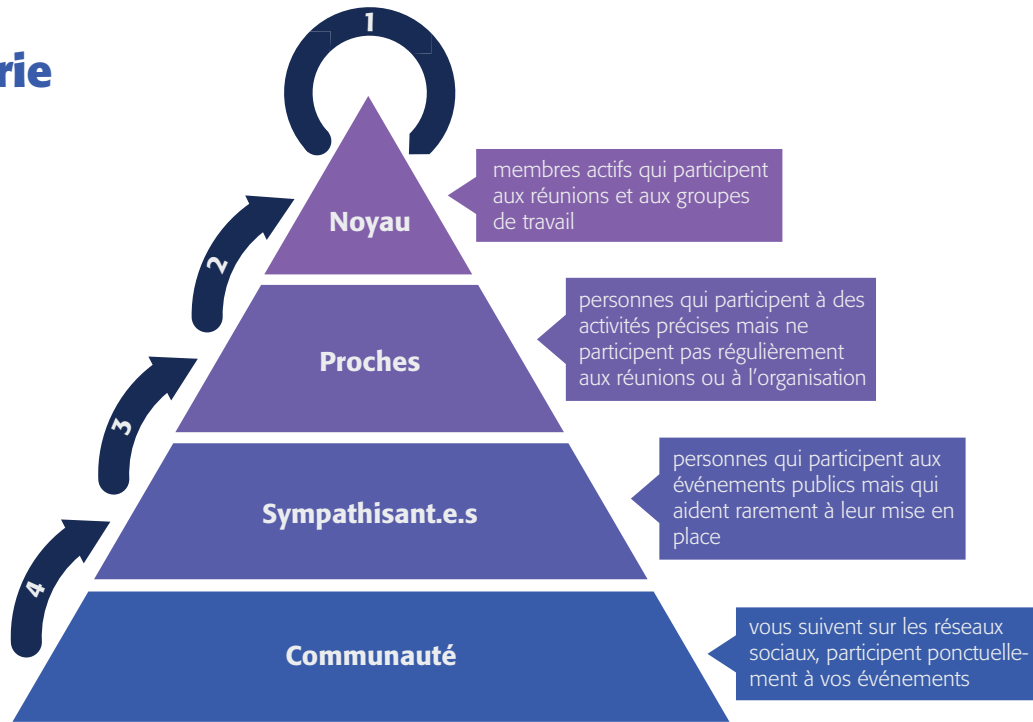 rie
1
Noyau
membres actifs qui participent
aux réunions et aux groupes
de travail
2
Proches
personnes qui participent à des
activités précises mais ne
participent pas régulièrement
aux réunions ou à l'organisation
3
Sympathisant.e.s
personnes qui participent aux
événements publics mais qui
aident rarement à leur mise en
place
4
Communauté
vous suivent sur les réseaux
sociaux, participent ponctuelle-
ment à vos événements